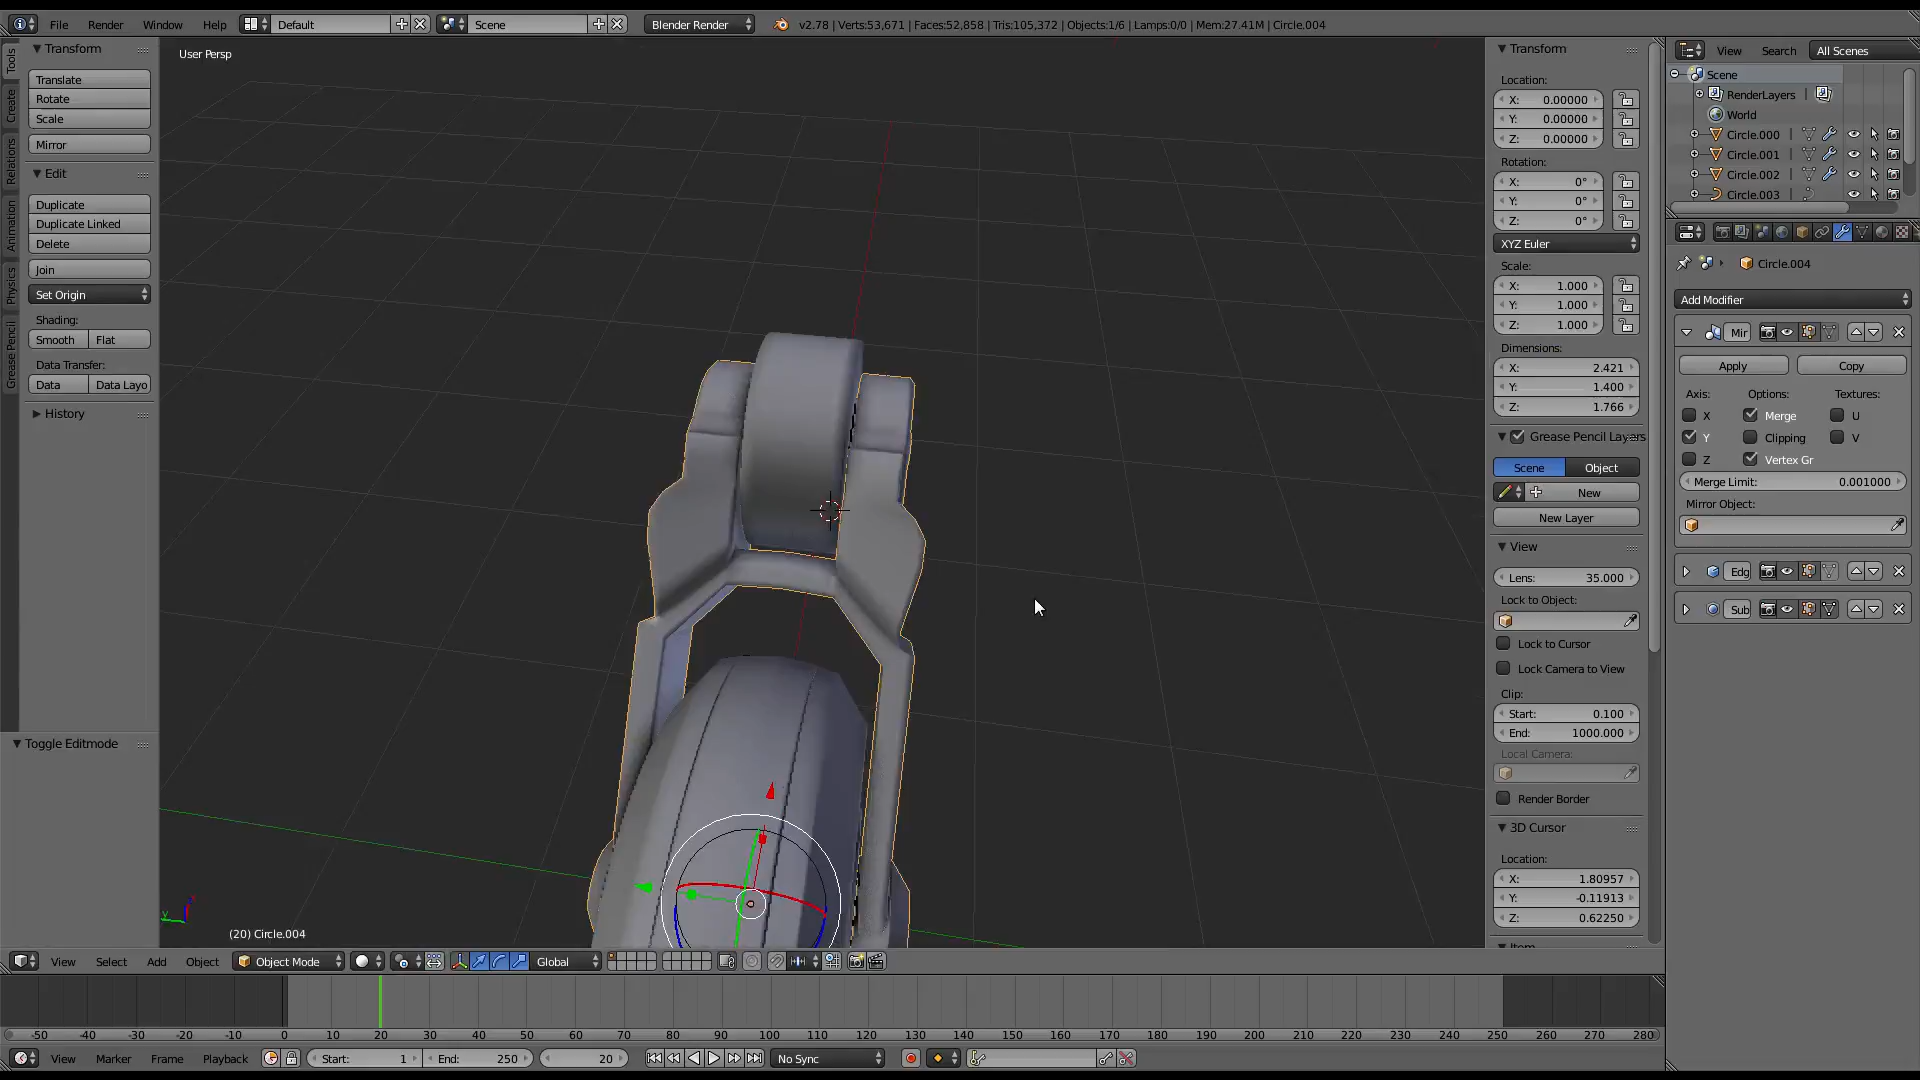 File Render Window Help Default Scene Blender Render v2.78 | Verts:53,671 | Faces:52,858 | Tris:105,372 | Objects:1/6 | Lamps:0/0 | Mem:27.41M | Circle.004
Tools
Create
Relations
Animation
Physics
Grease Pencil
Transform
Translate
Rotate
Scale
Mirror
Edit
Duplicate
Duplicate Linked
Delete
Join
Set Origin
Shading:
Smooth Flat
Data Transfer:
Data Data Layo
History
Toggle Editmode
User Persp
(20) Circle.004
y
Transform
Location:
X: 0.00000
Y: 0.00000
Z: 0.00000
Rotation:
X: 0°
Y: 0°
Z: 0°
XYZ Euler
Scale:
X: 1.000
Y: 1.000
Z: 1.000
Dimensions:
X: 2.421
Y: 1.400
Z: 1.766
Grease Pencil Layers
Scene Object
New
New Layer
View
Lens: 35.000
Lock to Object:
Lock to Cursor
Lock Camera to View
Clip:
Start: 0.100
End: 1000.000
Local Camera:
Render Border
3D Cursor
Location:
X: 1.80957
Y: -0.11913
Z: 0.62250
Item
View Search All Scenes
Scene
RenderLayers |
World
Circle.000 |
Circle.001 |
Circle.002 |
Circle.003 |
Circle.004
Add Modifier
Mir
Apply Copy
Axis: Options: Textures:
X Merge U
Y Clipping V
Z Vertex Gr
Merge Limit: 0.001000
Mirror Object:
Edg
Sub
View Select Add Object Object Mode Global
-50 -40 -30 -20 -10 0 10 20 30 40 50 60 70 80 90 100 110 120 130 140 150 160 170 180 190 200 210 220 230 240 250 260 270 280
View Marker Frame Playback Start: 1 End: 250 20 No Sync